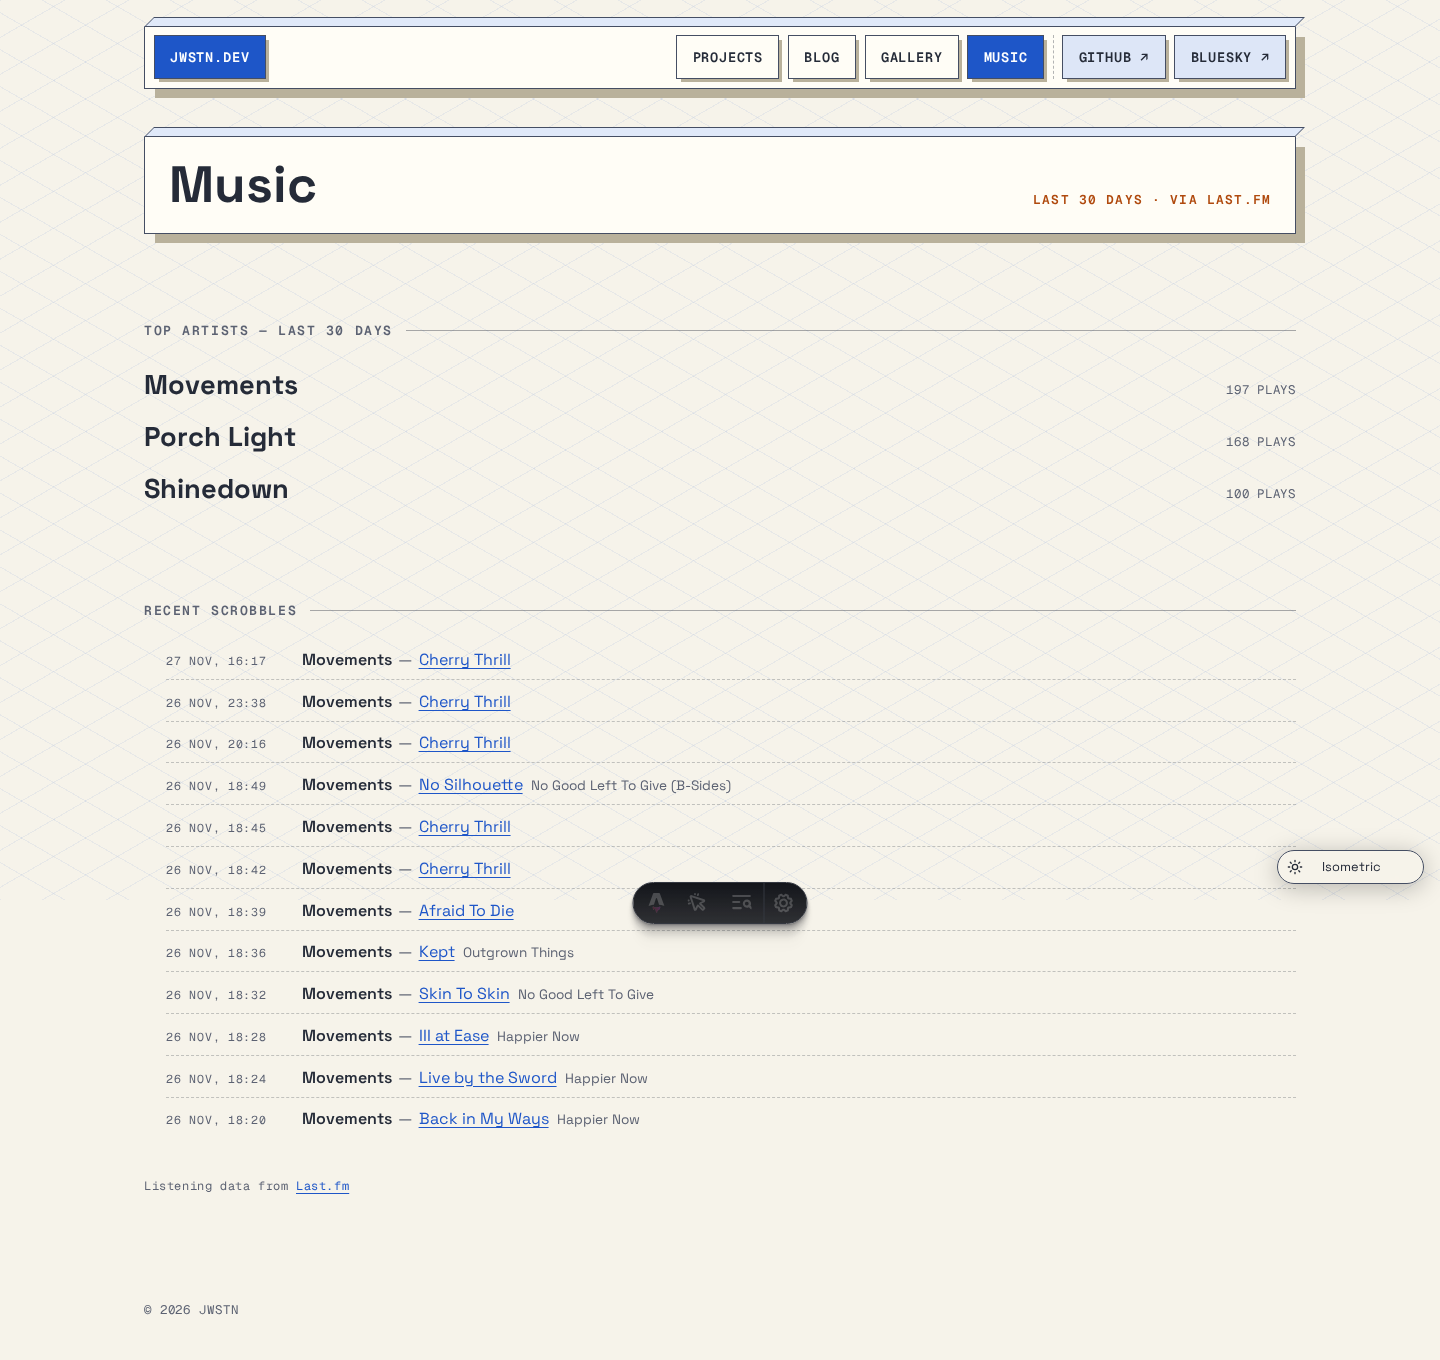 JWSTN.DEV PROJECTS BLOG GALLERY MUSIC GITHUB ↗ BLUESKY ↗
Music
LAST 30 DAYS · VIA LAST.FM
TOP ARTISTS — LAST 30 DAYS
Movements 197 PLAYS
Porch Light 168 PLAYS
Shinedown 100 PLAYS
RECENT SCROBBLES
27 NOV, 16:17 Movements — Cherry Thrill
26 NOV, 23:38 Movements — Cherry Thrill
26 NOV, 20:16 Movements — Cherry Thrill
26 NOV, 18:49 Movements — No Silhouette No Good Left To Give (B-Sides)
26 NOV, 18:45 Movements — Cherry Thrill
26 NOV, 18:42 Movements — Cherry Thrill
Isometric
26 NOV, 18:39 Movements — Afraid To Die
26 NOV, 18:36 Movements — Kept Outgrown Things
26 NOV, 18:32 Movements — Skin To Skin No Good Left To Give
26 NOV, 18:28 Movements — Ill at Ease Happier Now
26 NOV, 18:24 Movements — Live by the Sword Happier Now
26 NOV, 18:20 Movements — Back in My Ways Happier Now
Listening data from Last.fm
© 2026 JWSTN